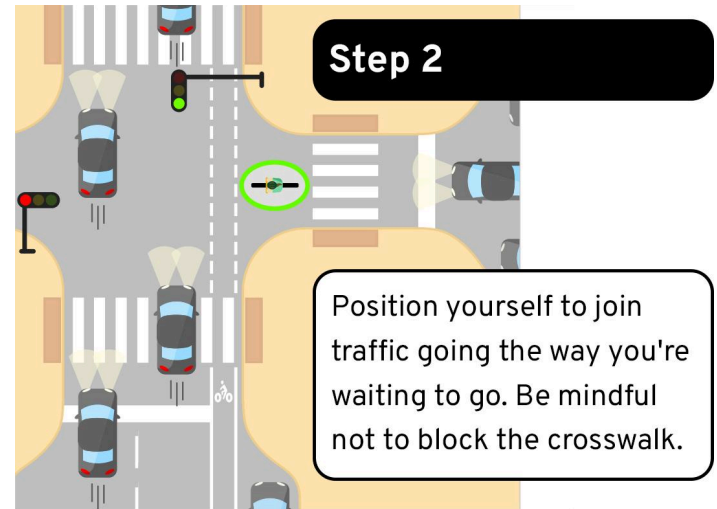 Step 2
Position yourself to join
traffic going the way you're
waiting to go. Be mindful
not to block the crosswalk.